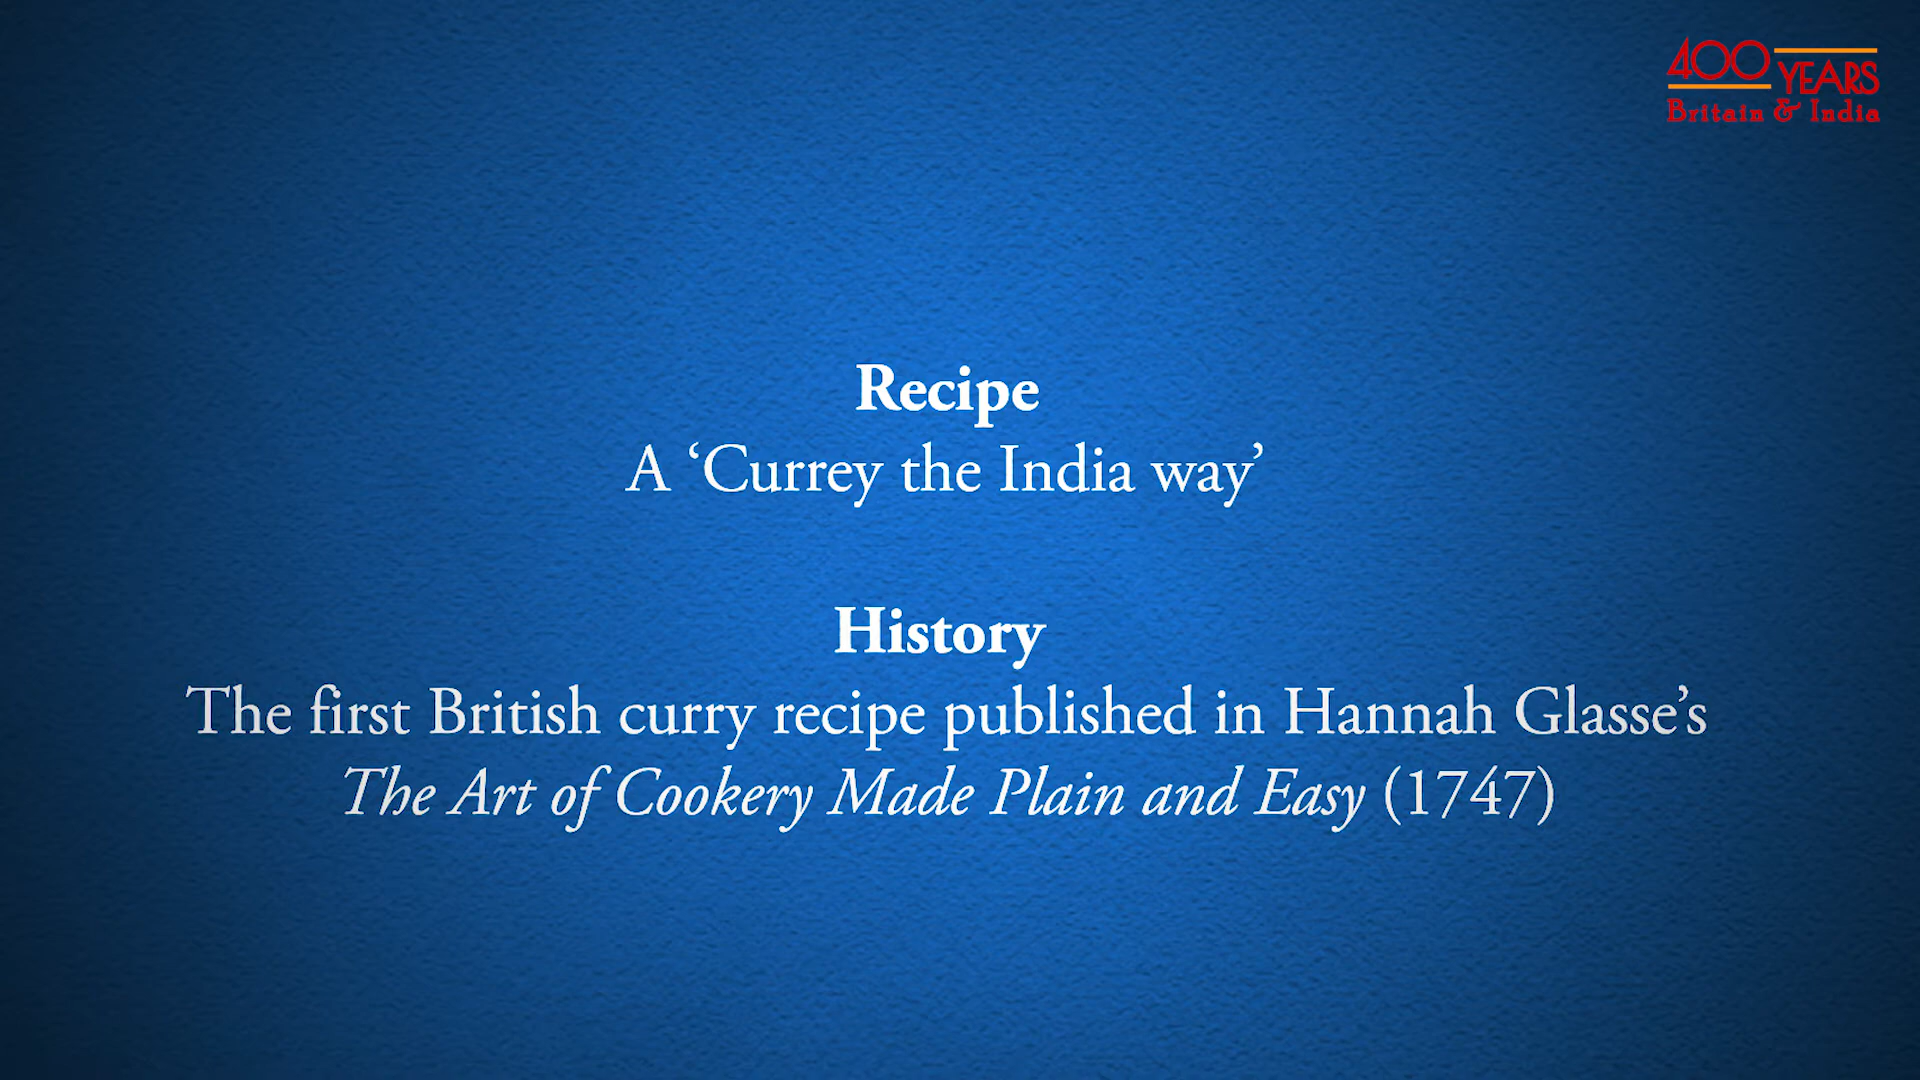 400 YEARS
Britain & India
Recipe
A ‘Currey the India way’
History
The first British curry recipe published in Hannah Glasse’s
The Art of Cookery Made Plain and Easy (1747)